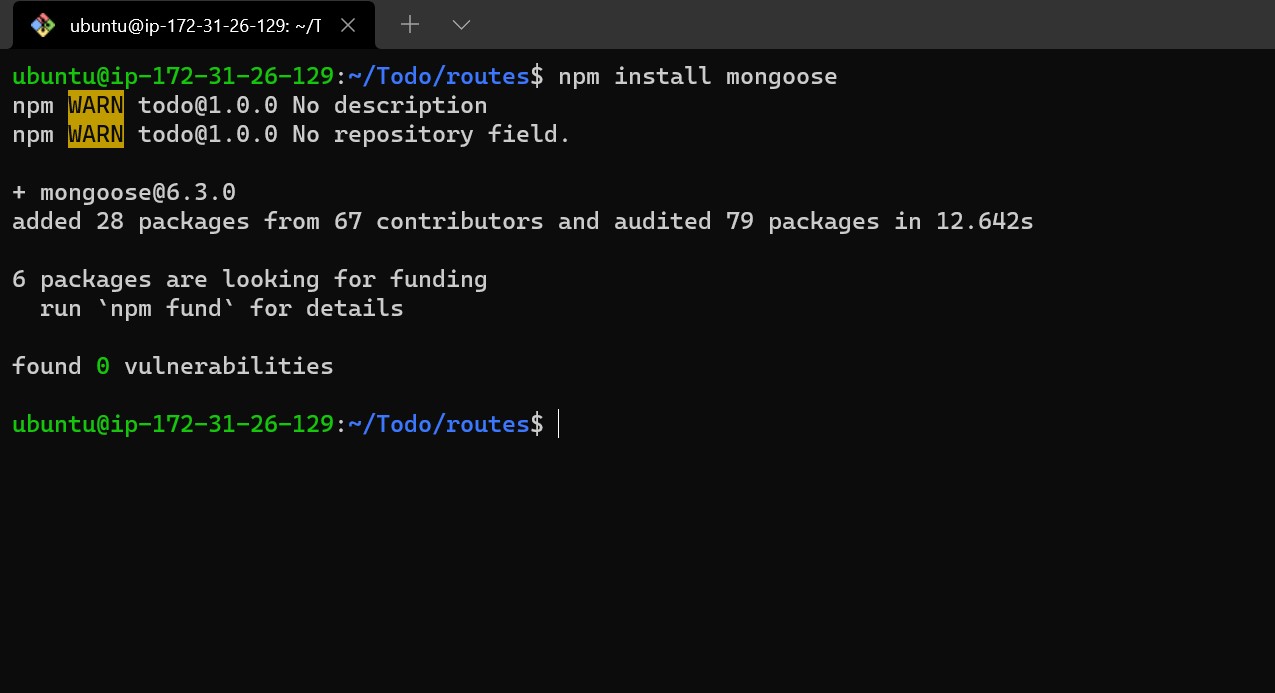 ubuntu@ip-172-31-26-129: ~/T
ubuntu@ip-172-31-26-129:~/Todo/routes$ npm install mongoose
npm WARN todo@1.0.0 No description
npm WARN todo@1.0.0 No repository field.
+ mongoose@6.3.0
added 28 packages from 67 contributors and audited 79 packages in 12.642s
6 packages are looking for funding
  run `npm fund` for details
found 0 vulnerabilities
ubuntu@ip-172-31-26-129:~/Todo/routes$